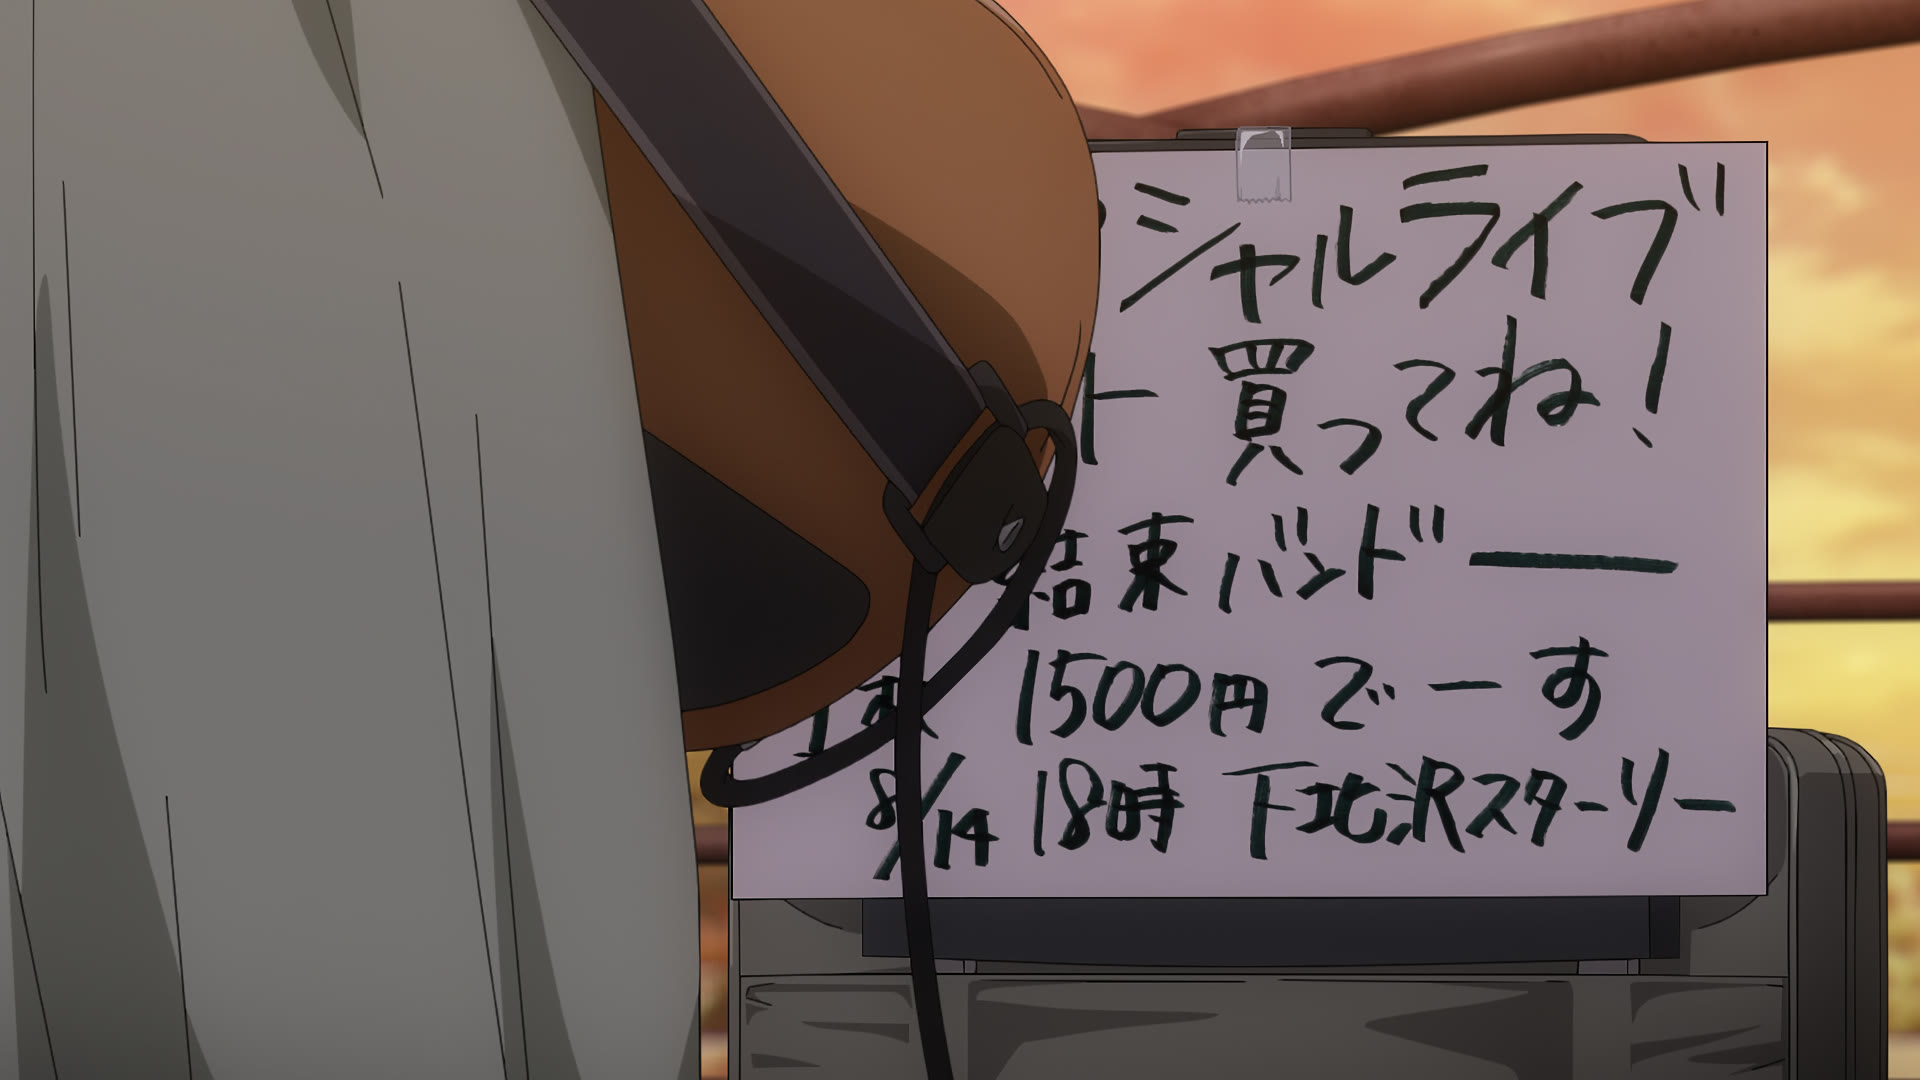 シャルライブ
ト 買ってね!
結束バンドー
1枚 1500円 でーす
8/14 18時 下北沢スターリー